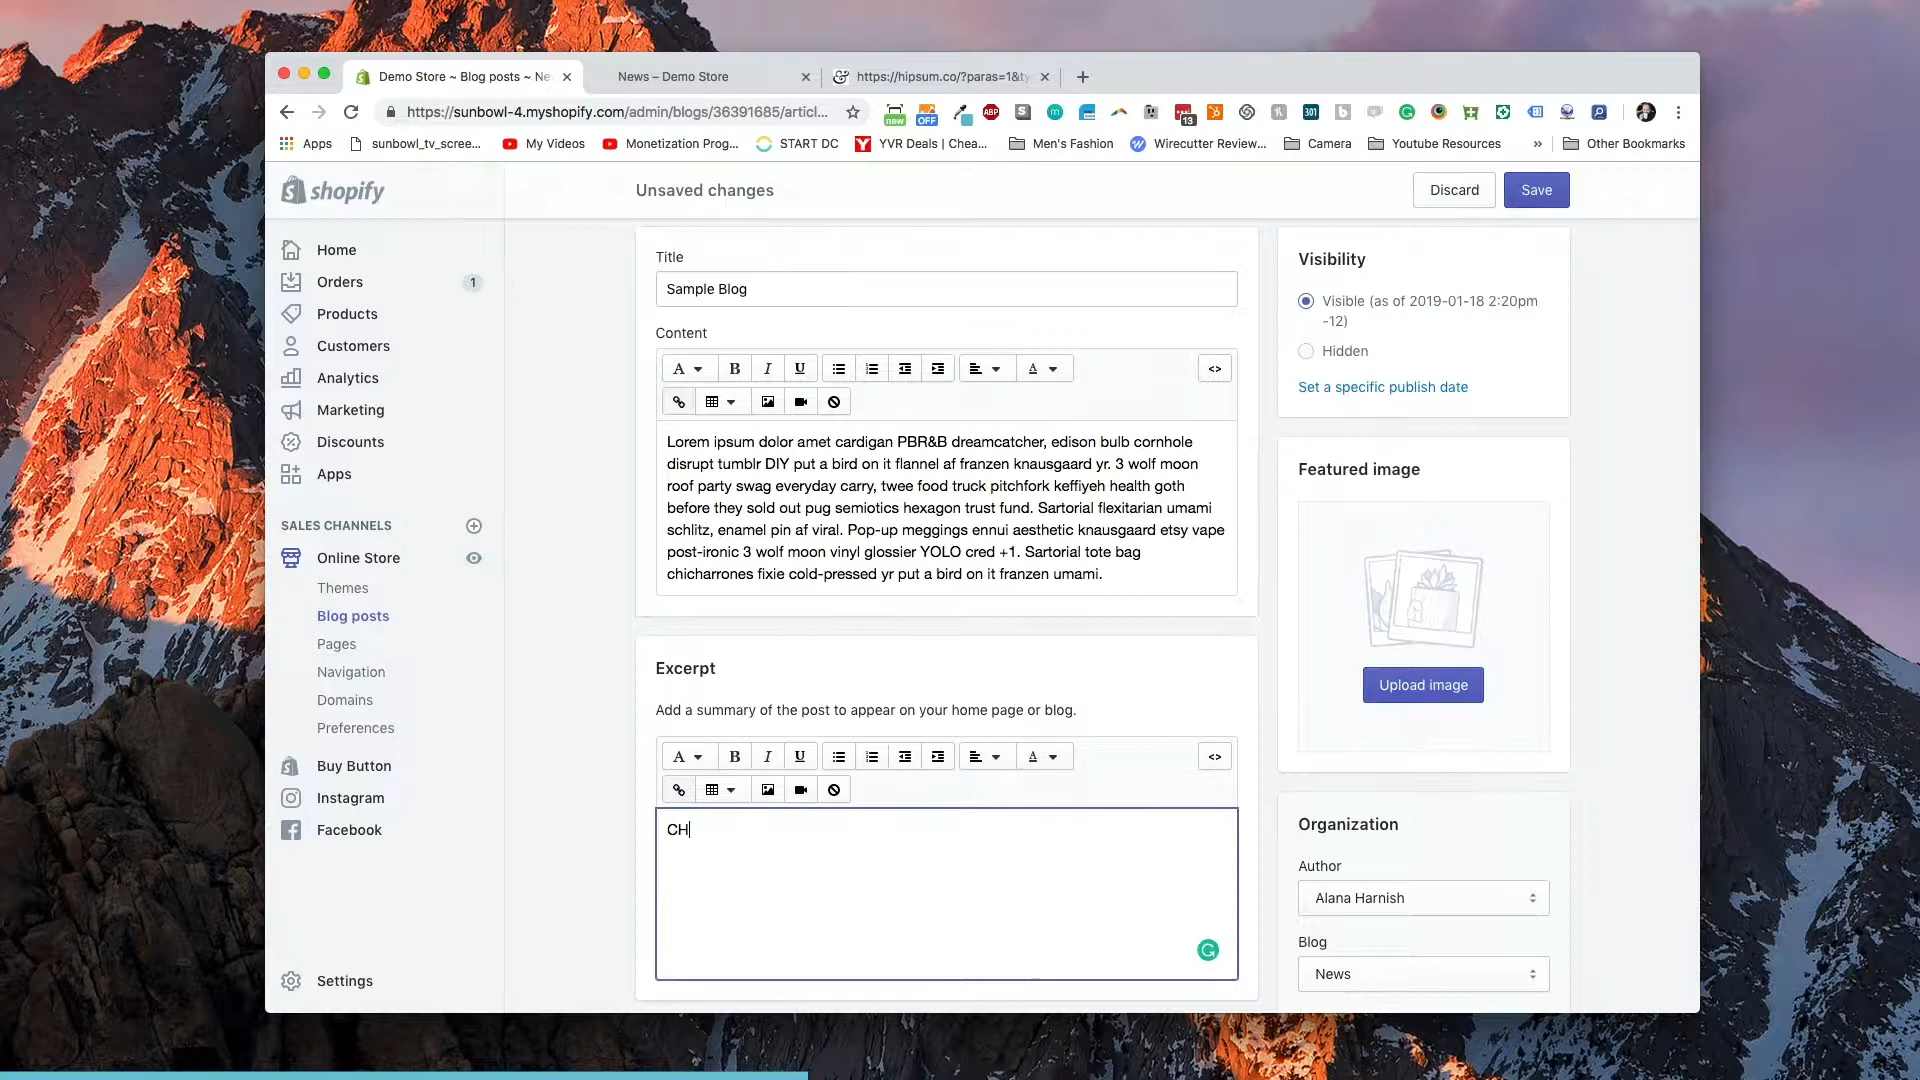 Demo Store ~ Blog posts ~ Ne
News – Demo Store
https://hipsum.co/?paras=1&ty
https://sunbowl-4.myshopify.com/admin/blogs/36391685/articl...
new
OFF
ABP
13
301
Apps
sunbowl_tv_scree...
My Videos
Monetization Prog...
START DC
YVR Deals | Chea...
Men's Fashion
Wirecutter Review...
Camera
Youtube Resources
»
Other Bookmarks
shopify
Unsaved changes
Discard
Save
Home
Orders
1
Products
Customers
Analytics
Marketing
Discounts
Apps
SALES CHANNELS
Online Store
Themes
Blog posts
Pages
Navigation
Domains
Preferences
Buy Button
Instagram
Facebook
Settings
Title
Sample Blog
Content
A B I U A <>
Lorem ipsum dolor amet cardigan PBR&B dreamcatcher, edison bulb cornhole
disrupt tumblr DIY put a bird on it flannel af franzen knausgaard yr. 3 wolf moon
roof party swag everyday carry, twee food truck pitchfork keffiyeh health goth
before they sold out pug semiotics hexagon trust fund. Sartorial flexitarian umami
schlitz, enamel pin af viral. Pop-up meggings ennui aesthetic knausgaard etsy vape
post-ironic 3 wolf moon vinyl glossier YOLO cred +1. Sartorial tote bag
chicharrones fixie cold-pressed yr put a bird on it franzen umami.
Excerpt
Add a summary of the post to appear on your home page or blog.
A B I U A <>
CH
Visibility
Visible (as of 2019-01-18 2:20pm
-12)
Hidden
Set a specific publish date
Featured image
Upload image
Organization
Author
Alana Harnish
Blog
News